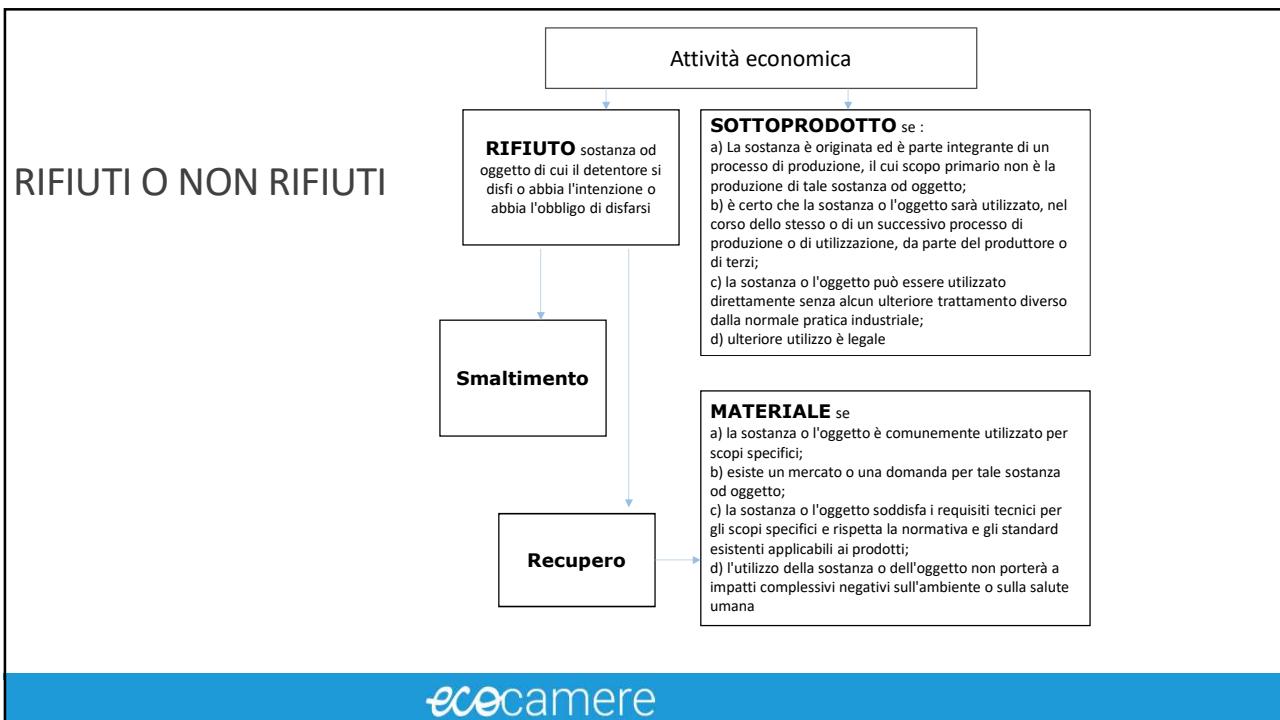 Attività economica
RIFIUTI O NON RIFIUTI
RIFIUTO sostanza od
oggetto di cui il detentore si
disfi o abbia l'intenzione o
abbia l'obbligo di disfarsi
SOTTOPRODOTTO se :
a) La sostanza è originata ed è parte integrante di un
processo di produzione, il cui scopo primario non è la
produzione di tale sostanza od oggetto;
b) è certo che la sostanza o l'oggetto sarà utilizzato, nel
corso dello stesso o di un successivo processo di
produzione o di utilizzazione, da parte del produttore o
di terzi;
c) la sostanza o l'oggetto può essere utilizzato
direttamente senza alcun ulteriore trattamento diverso
dalla normale pratica industriale;
d) ulteriore utilizzo è legale
Smaltimento
MATERIALE se
a) la sostanza o l'oggetto è comunemente utilizzato per
scopi specifici;
b) esiste un mercato o una domanda per tale sostanza
od oggetto;
c) la sostanza o l'oggetto soddisfa i requisiti tecnici per
gli scopi specifici e rispetta la normativa e gli standard
esistenti applicabili ai prodotti;
d) l'utilizzo della sostanza o dell'oggetto non porterà a
impatti complessivi negativi sull'ambiente o sulla salute
umana
Recupero
ecocamere